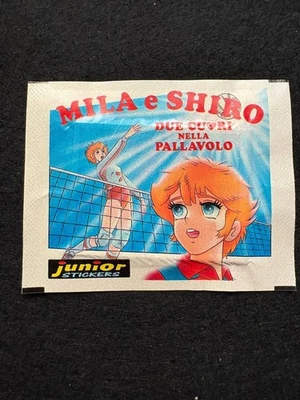 MILA e SHIRO
DUE CUORI
NELLA
PALLAVOLO
junior
STICKERS